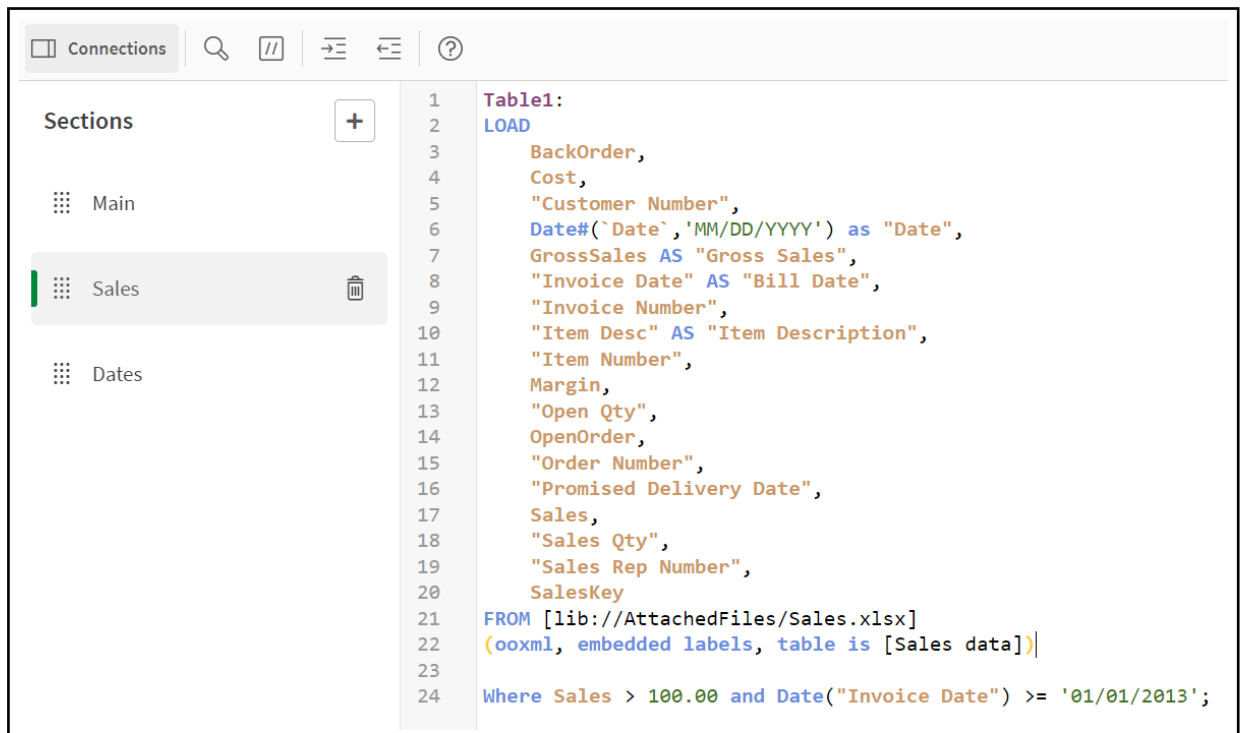 Connections
Sections
Main
Sales
Dates
1 Table1:
2 LOAD
3 BackOrder,
4 Cost,
5 "Customer Number",
6 Date#(`Date`,'MM/DD/YYYY') as "Date",
7 GrossSales AS "Gross Sales",
8 "Invoice Date" AS "Bill Date",
9 "Invoice Number",
10 "Item Desc" AS "Item Description",
11 "Item Number",
12 Margin,
13 "Open Qty",
14 OpenOrder,
15 "Order Number",
16 "Promised Delivery Date",
17 Sales,
18 "Sales Qty",
19 "Sales Rep Number",
20 SalesKey
21 FROM [lib://AttachedFiles/Sales.xlsx]
22 (ooxml, embedded labels, table is [Sales data])
23
24 Where Sales > 100.00 and Date("Invoice Date") >= '01/01/2013';